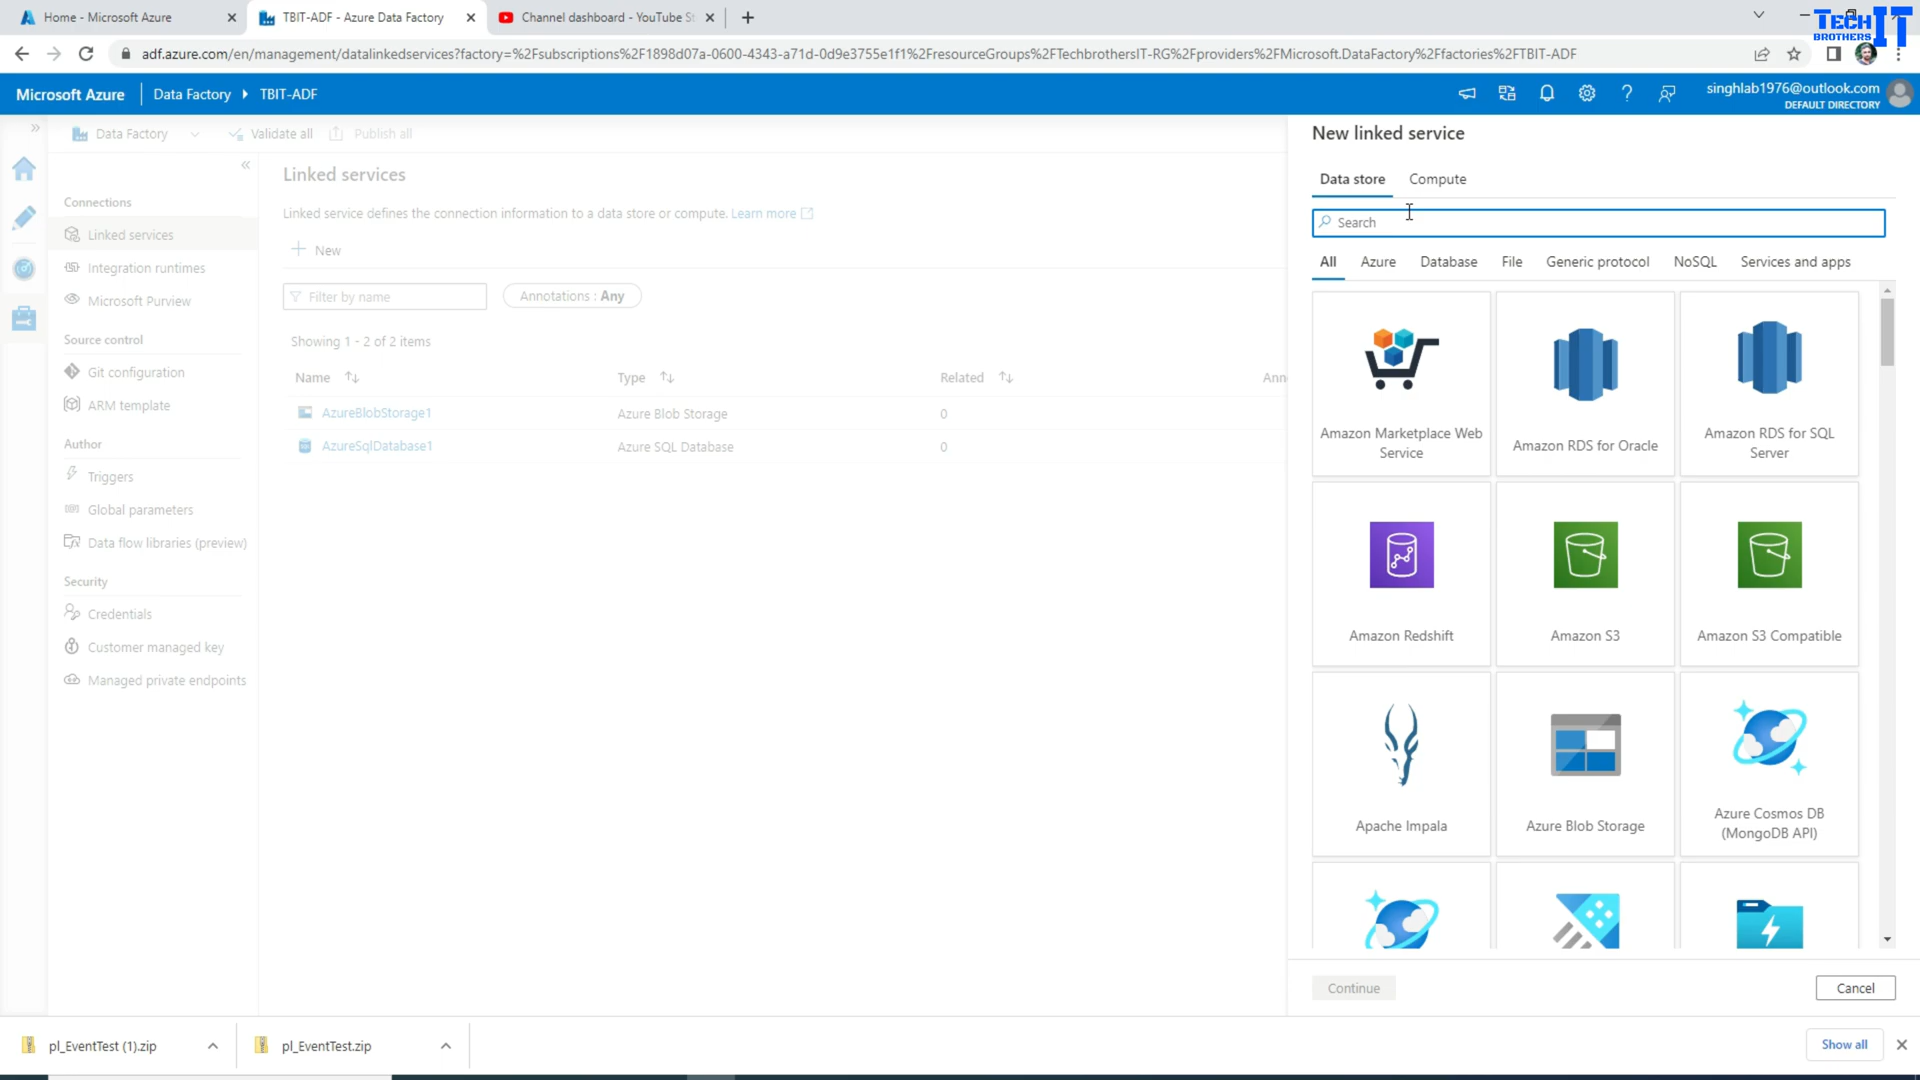 Home - Microsoft Azure
TBIT-ADF - Azure Data Factory
Channel dashboard - YouTube St
TECH BROTHERS IT
adf.azure.com/en/management/datalinkedservices?factory=%2Fsubscriptions%2F1898d07a-0600-4343-a71d-0d9e3755e1f1%2FresourceGroups%2FTechbrothersIT-RG%2Fproviders%2FMicrosoft.DataFactory%2Ffactories%2FTBIT-ADF
Microsoft Azure
Data Factory
TBIT-ADF
singhlab1976@outlook.com
DEFAULT DIRECTORY
Data Factory
Validate all
Publish all
Connections
Linked services
Integration runtimes
Microsoft Purview
Source control
Git configuration
ARM template
Author
Triggers
Global parameters
Data flow libraries (preview)
Security
Credentials
Customer managed key
Managed private endpoints
Linked services
Linked service defines the connection information to a data store or compute. Learn more
New
Filter by name
Annotations : Any
Showing 1 - 2 of 2 items
Name Type Related Ann
AzureBlobStorage1 Azure Blob Storage 0
AzureSqlDatabase1 Azure SQL Database 0
New linked service
Data store Compute
Search
All Azure Database File Generic protocol NoSQL Services and apps
Amazon Marketplace Web Service
Amazon RDS for Oracle
Amazon RDS for SQL Server
Amazon Redshift
Amazon S3
Amazon S3 Compatible
Apache Impala
Azure Blob Storage
Azure Cosmos DB (MongoDB API)
Continue
Cancel
pl_EventTest (1).zip
pl_EventTest.zip
Show all